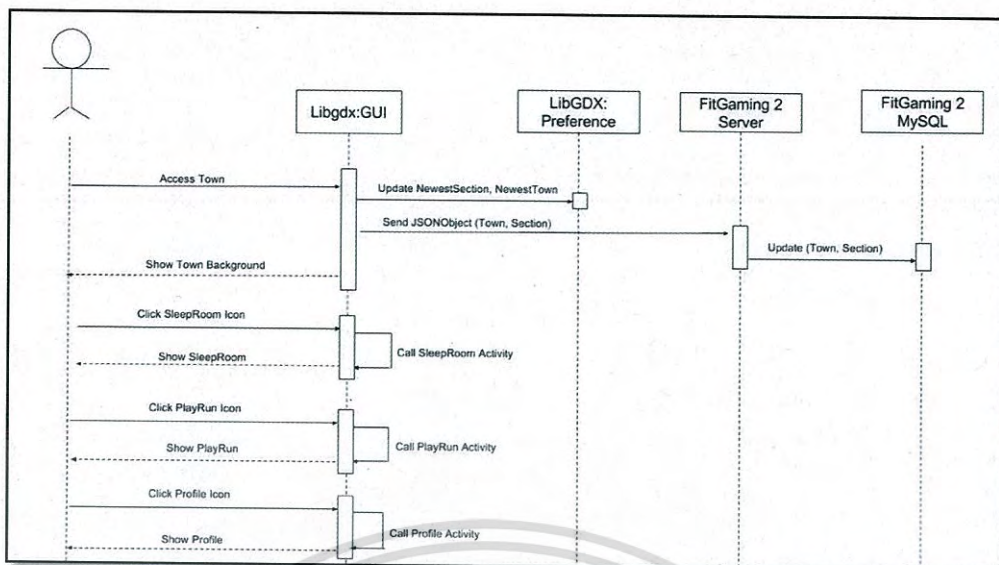 Libgdx:GUI
LibGDX:
Preference
FitGaming 2
Server
FitGaming 2
MySQL
Access Town
Update NewestSection, NewestTown
Send JSONObject (Town, Section)
Update (Town, Section)
Show Town Background
Click SleepRoom Icon
Call SleepRoom Activity
Show SleepRoom
Click PlayRun Icon
Call PlayRun Activity
Show PlayRun
Click Profile Icon
Call Profile Activity
Show Profile